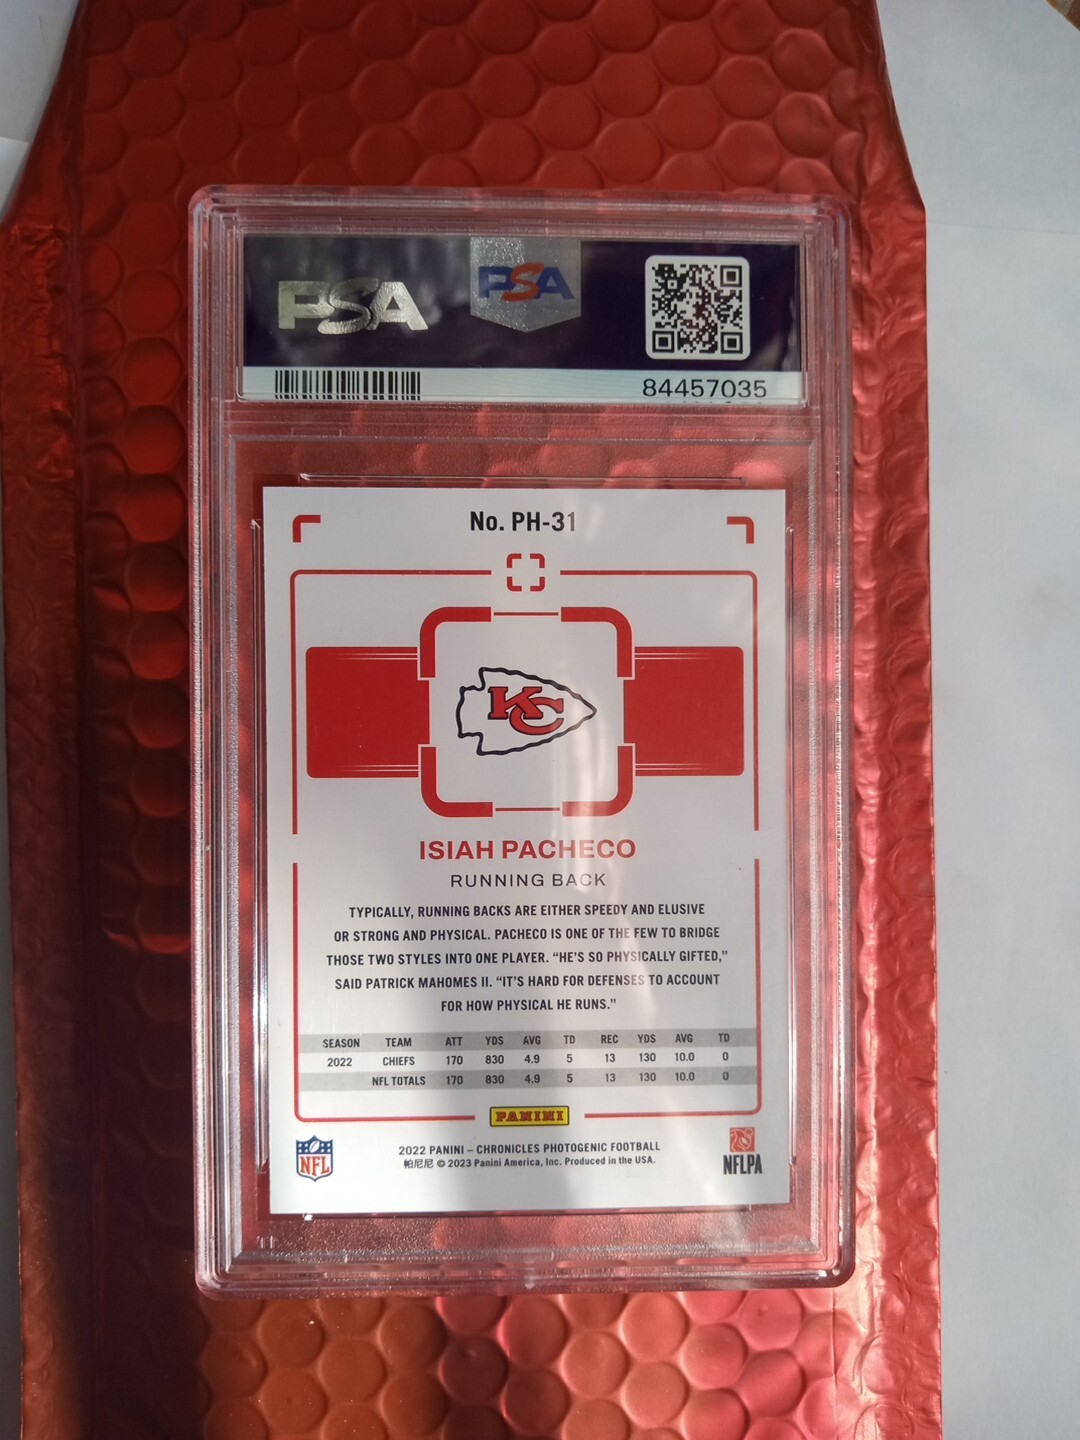 PSA
PSA
84457035
No. PH-31
KC
ISIAH PACHECO
RUNNING BACK
TYPICALLY, RUNNING BACKS ARE EITHER SPEEDY AND ELUSIVE
OR STRONG AND PHYSICAL. PACHECO IS ONE OF THE FEW TO BRIDGE
THOSE TWO STYLES INTO ONE PLAYER. “HE'S SO PHYSICALLY GIFTED,”
SAID PATRICK MAHOMES II. “IT'S HARD FOR DEFENSES TO ACCOUNT
FOR HOW PHYSICAL HE RUNS.”
SEASON TEAM ATT YDS AVG TD REC YDS AVG TD
2022 CHIEFS 170 830 4.9 5 13 130 10.0 0
NFL TOTALS 170 830 4.9 5 13 130 10.0 0
PANINI
2022 PANINI – CHRONICLES PHOTOGENIC FOOTBALL
帕尼尼 © 2023 Panini America, Inc. Produced in the USA.
NFL
NFLPA